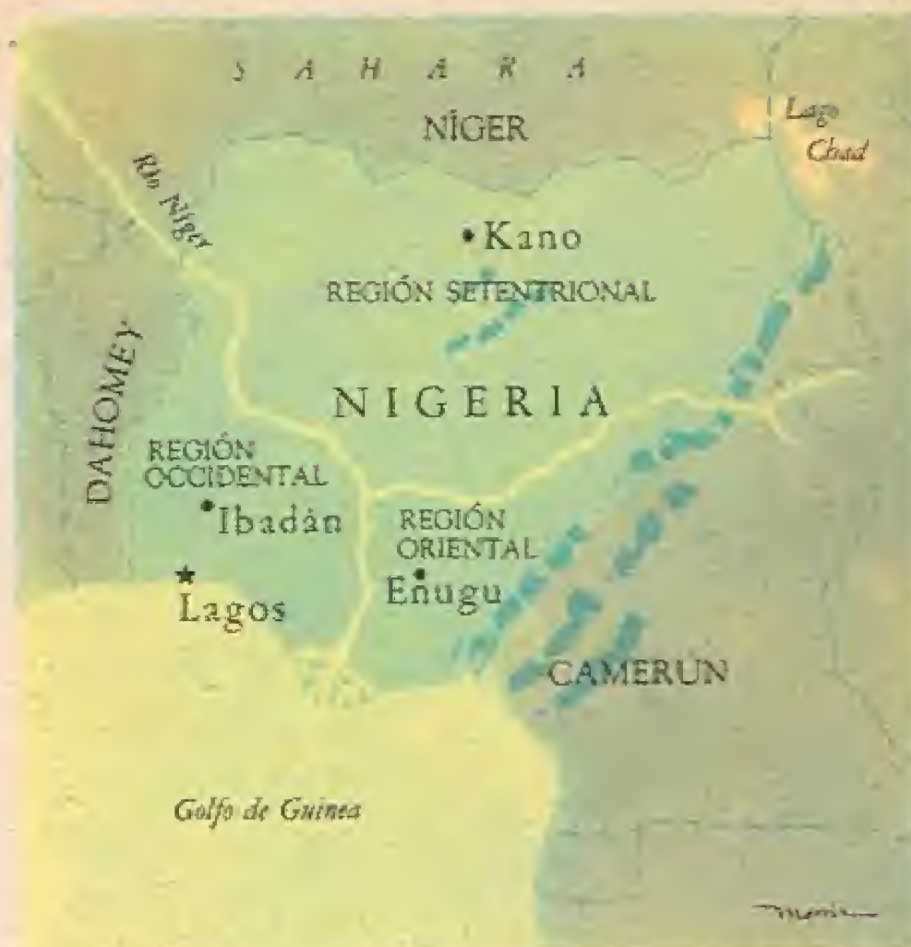 SAHARA
NÍGER
Lago
Chad
Río Níger
Kano
REGIÓN SETENTRIONAL
NIGERIA
DAHOMEY
REGIÓN
OCCIDENTAL
Ibadán
REGIÓN
ORIENTAL
Enugu
Lagos
CAMERÚN
Golfo de Guinea